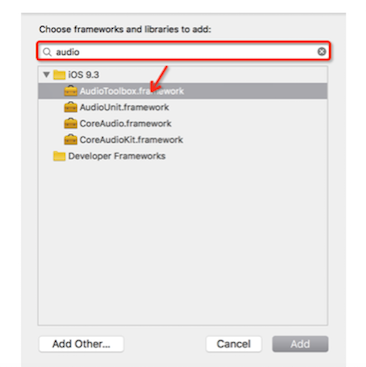 Choose frameworks and libraries to add:
audio
iOS 9.3
AudioToolbox.framework
AudioUnit.framework
CoreAudio.framework
CoreAudioKit.framework
Developer Frameworks
Add Other... Cancel Add